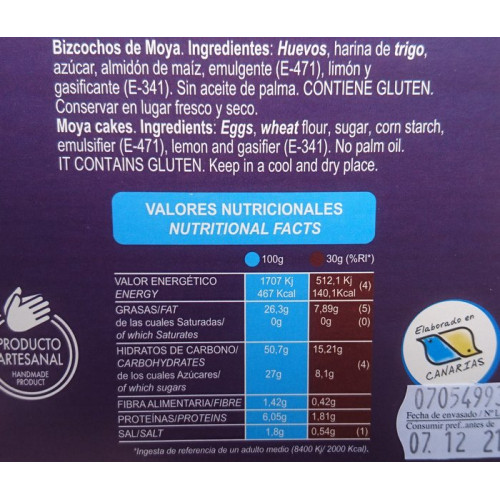 Bizcochos de Moya. Ingredientes: Huevos, harina de trigo,
azúcar, almidón de maíz, emulgente (E-471), limón y
gasificante (E-341). Sin aceite de palma. CONTIENE GLUTEN.
Conservar en lugar fresco y seco.
Moya cakes. Ingredients: Eggs, wheat flour, sugar, corn starch,
emulsifier (E-471), lemon and gasifier (E-341). No palm oil.
IT CONTAINS GLUTEN. Keep in a cool and dry place.
VALORES NUTRICIONALES
NUTRITIONAL FACTS
100g 30g (%RI*)
VALOR ENERGÉTICO 1707 Kj 512,1 Kj (4)
ENERGY 467 Kcal 140,1Kcal
GRASAS/FAT 26,3g 7,89g (5)
de las cuales Saturadas/ 0g 0g (0)
of which Saturates
HIDRATOS DE CARBONO/ 50,7g 15,21g
CARBOHYDRATES (4)
de los cuales Azúcares/ 27g 8,1g
of which sugars
FIBRA ALIMENTARIA/FIBRE 1,42g 0,42g
PROTEÍNAS/PROTEINS 6,05g 1,81g
SAL/SALT 1,8g 0,54g (1)
*Ingesta de referencia de un adulto medio (8400 Kj/ 2000 Kcal).
PRODUCTO
ARTESANAL
HANDMADE
PRODUCT
Elaborado en
CANARIAS
Fecha de envasado / NºL
Consumir pref. antes de
07. 12 2